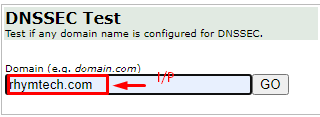 DNSSEC Test
Test if any domain name is configured for DNSSEC.
Domain (e.g. domain.com)
rhymtech.com I/P GO